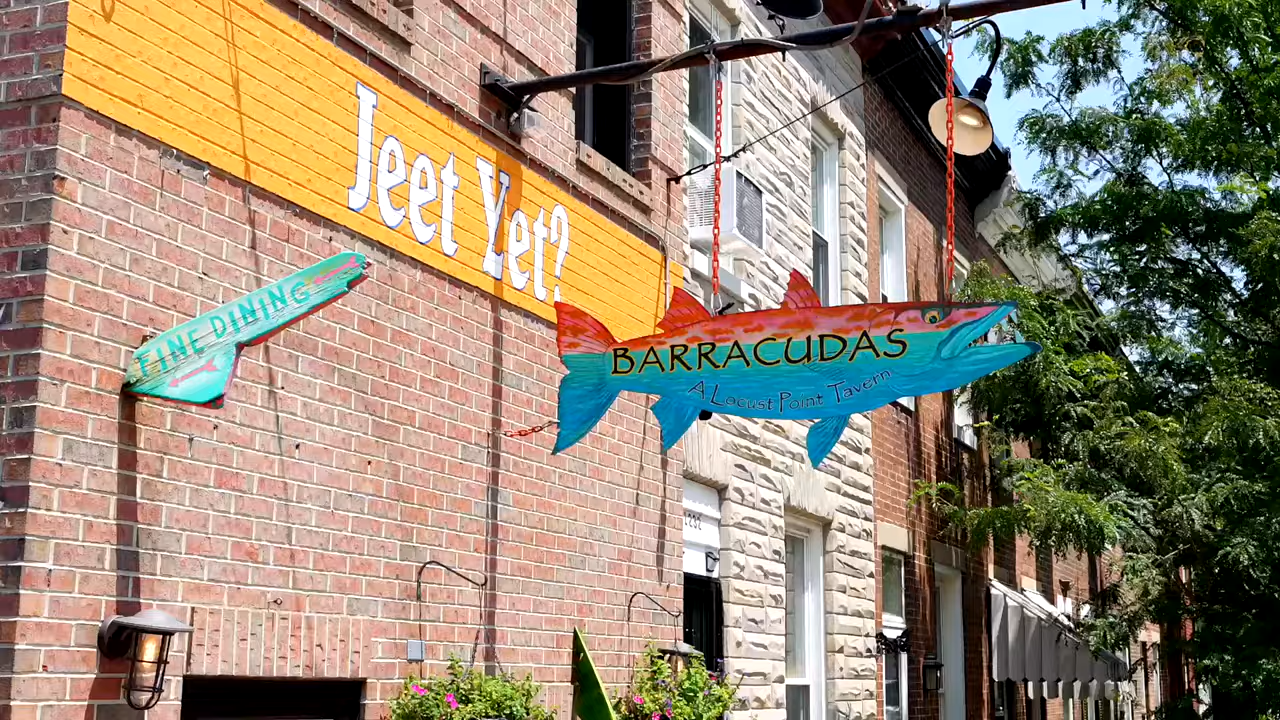 Jeet Yet?
FINE DINING
BARRACUDAS
A Locust Point Tavern